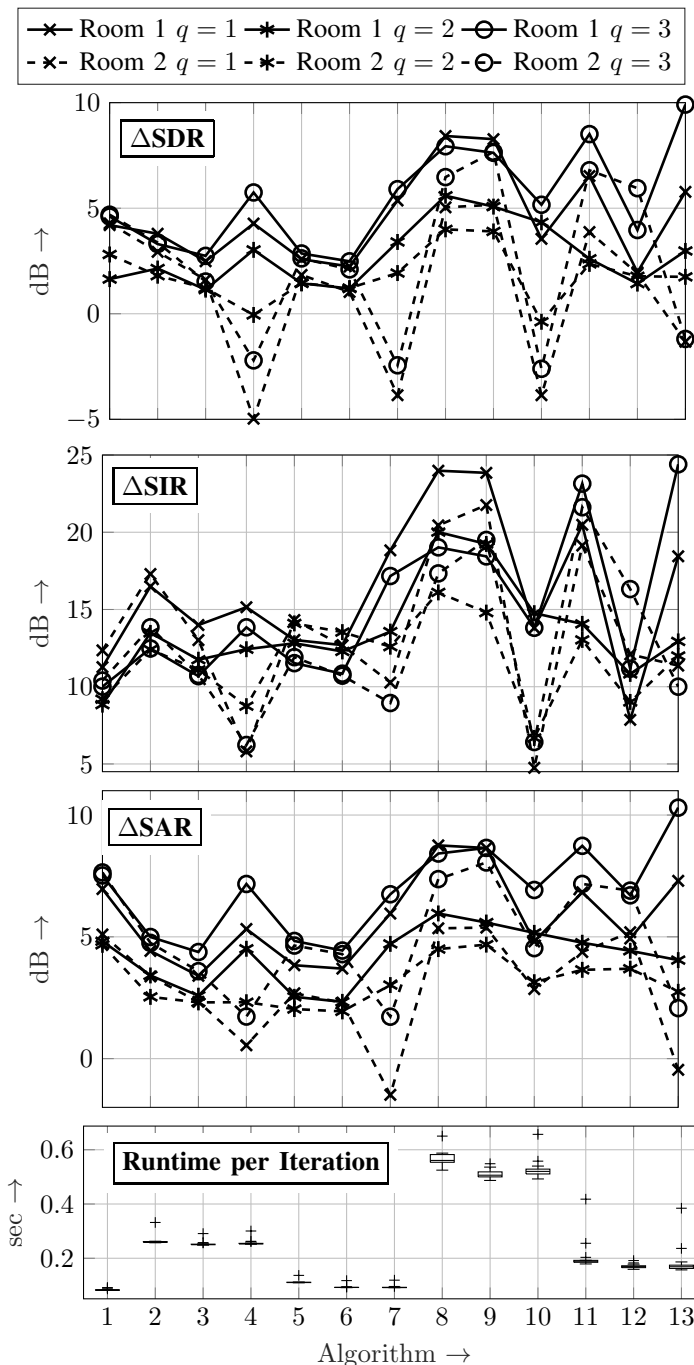 Room 1 q = 1 Room 1 q = 2 Room 1 q = 3
Room 2 q = 1 Room 2 q = 2 Room 2 q = 3
10
ΔSDR
5
dB →
0
−5
25
ΔSIR
20
dB →
15
10
5
10
ΔSAR
dB →
5
0
0.6
Runtime per Iteration
sec →
0.4
0.2
1 2 3 4 5 6 7 8 9 10 11 12 13
Algorithm →